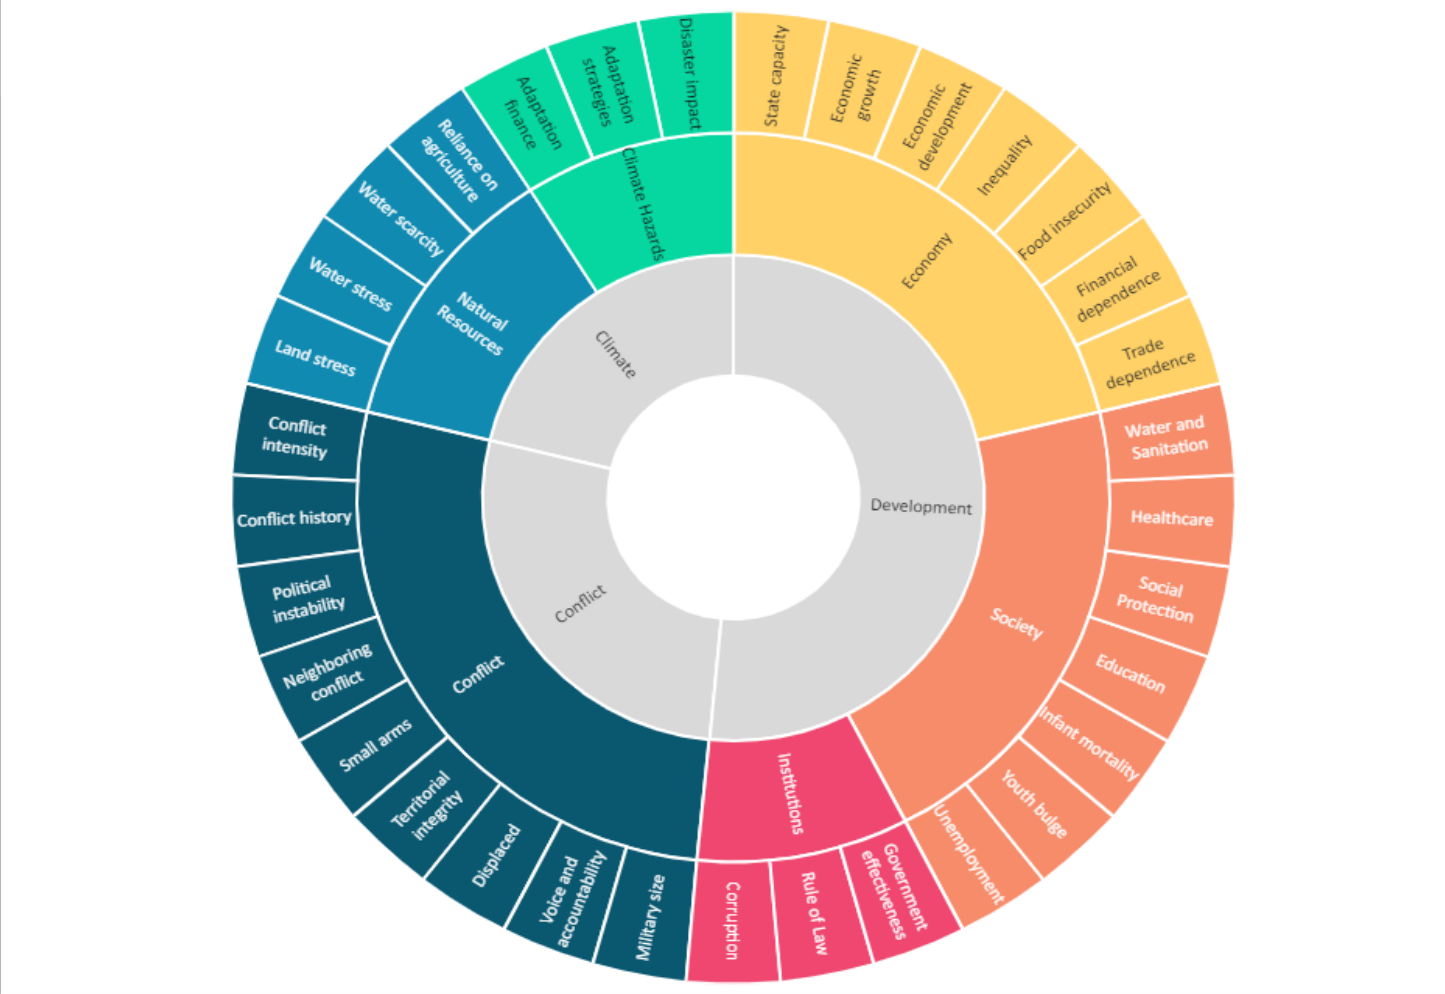 Development
Climate
Conflict
Economy
Society
Institutions
Conflict
Natural
Resources
Climate Hazards
State capacity
Economic
growth
Economic
development
Inequality
Food insecurity
Financial
dependence
Trade
dependence
Water and
Sanitation
Healthcare
Social
Protection
Education
Infant mortality
Youth bulge
Unemployment
Government
effectiveness
Rule of Law
Corruption
Military size
Voice and
accountability
Displaced
Territorial
integrity
Small arms
Neighboring
conflict
Political
instability
Conflict history
Conflict
intensity
Land stress
Water stress
Water scarcity
Reliance on
agriculture
Adaptation
finance
Adaptation
strategies
Disaster impact